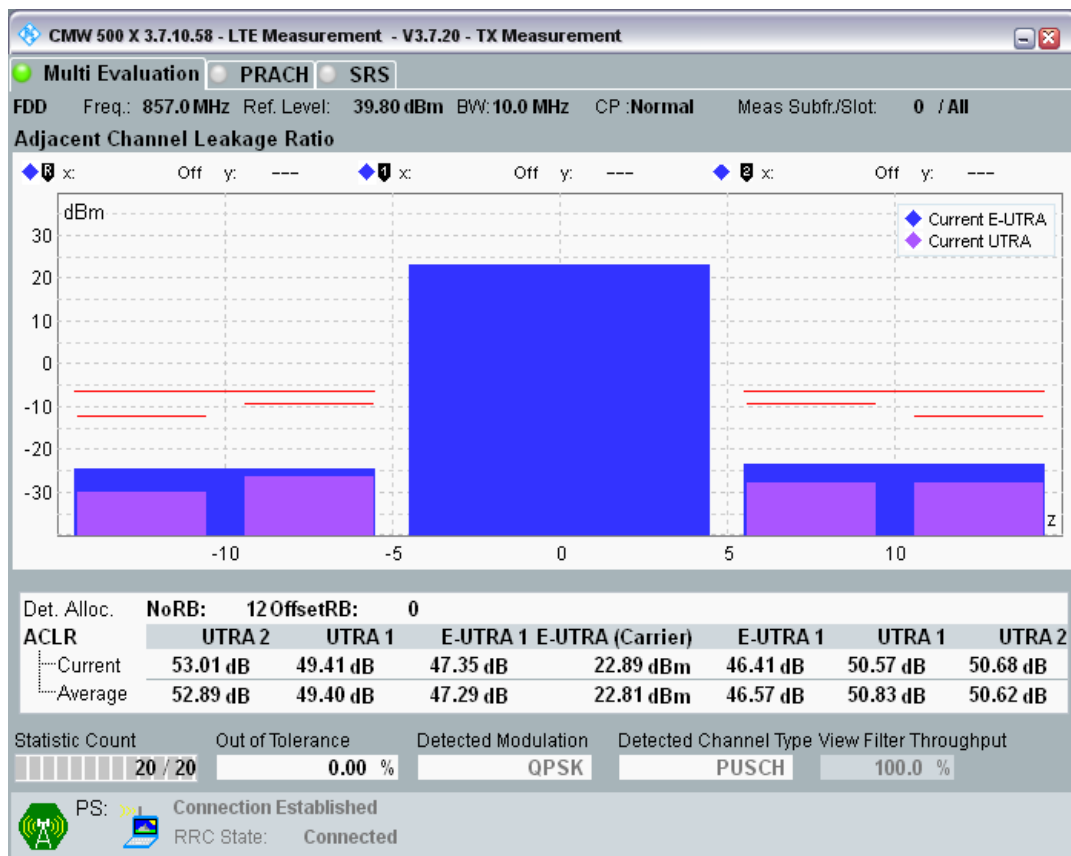 CMW 500 X 3.7.10.58 - LTE Measurement - V3.7.20 - TX Measurement
Multi Evaluation PRACH SRS
FDD Freq.: 857.0 MHz Ref. Level: 39.80 dBm BW: 10.0 MHz CP :Normal Meas Subfr./Slot: 0 / All
Adjacent Channel Leakage Ratio
R x: Off y: --- 1 x: Off y: --- 2 x: Off y: ---
dBm
Current E-UTRA
Current UTRA
30
20
10
0
-10
-20
-30
z
-10 -5 0 5 10
Det. Alloc. NoRB: 12 OffsetRB: 0
ACLR UTRA 2 UTRA 1 E-UTRA 1 E-UTRA (Carrier) E-UTRA 1 UTRA 1 UTRA 2
Current 53.01 dB 49.41 dB 47.35 dB 22.89 dBm 46.41 dB 50.57 dB 50.68 dB
Average 52.89 dB 49.40 dB 47.29 dB 22.81 dBm 46.57 dB 50.83 dB 50.62 dB
Statistic Count Out of Tolerance Detected Modulation Detected Channel Type View Filter Throughput
20 / 20 0.00 % QPSK PUSCH 100.0 %
PS: Connection Established
RRC State: Connected